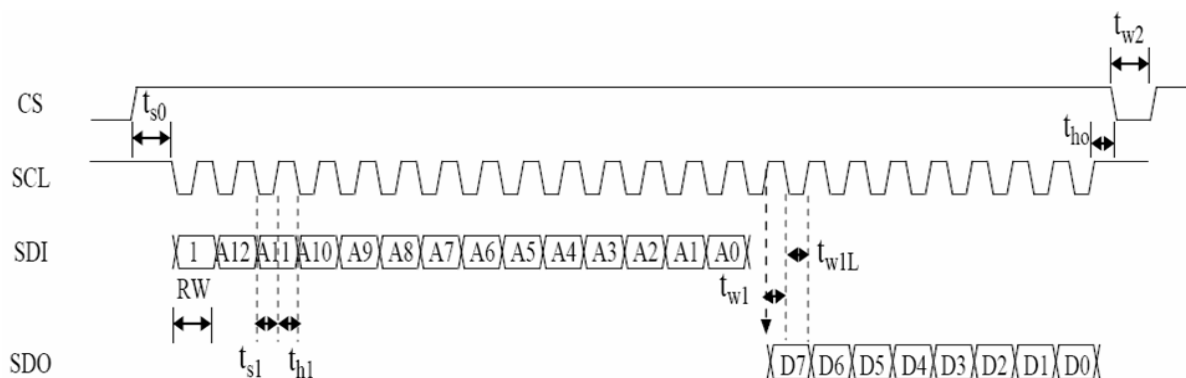 t_w2
CS
t_s0
t_ho
SCL
SDI 1 A12 A11 A10 A9 A8 A7 A6 A5 A4 A3 A2 A1 A0
t_w1L
RW
t_w1
t_s1 t_h1
SDO D7 D6 D5 D4 D3 D2 D1 D0